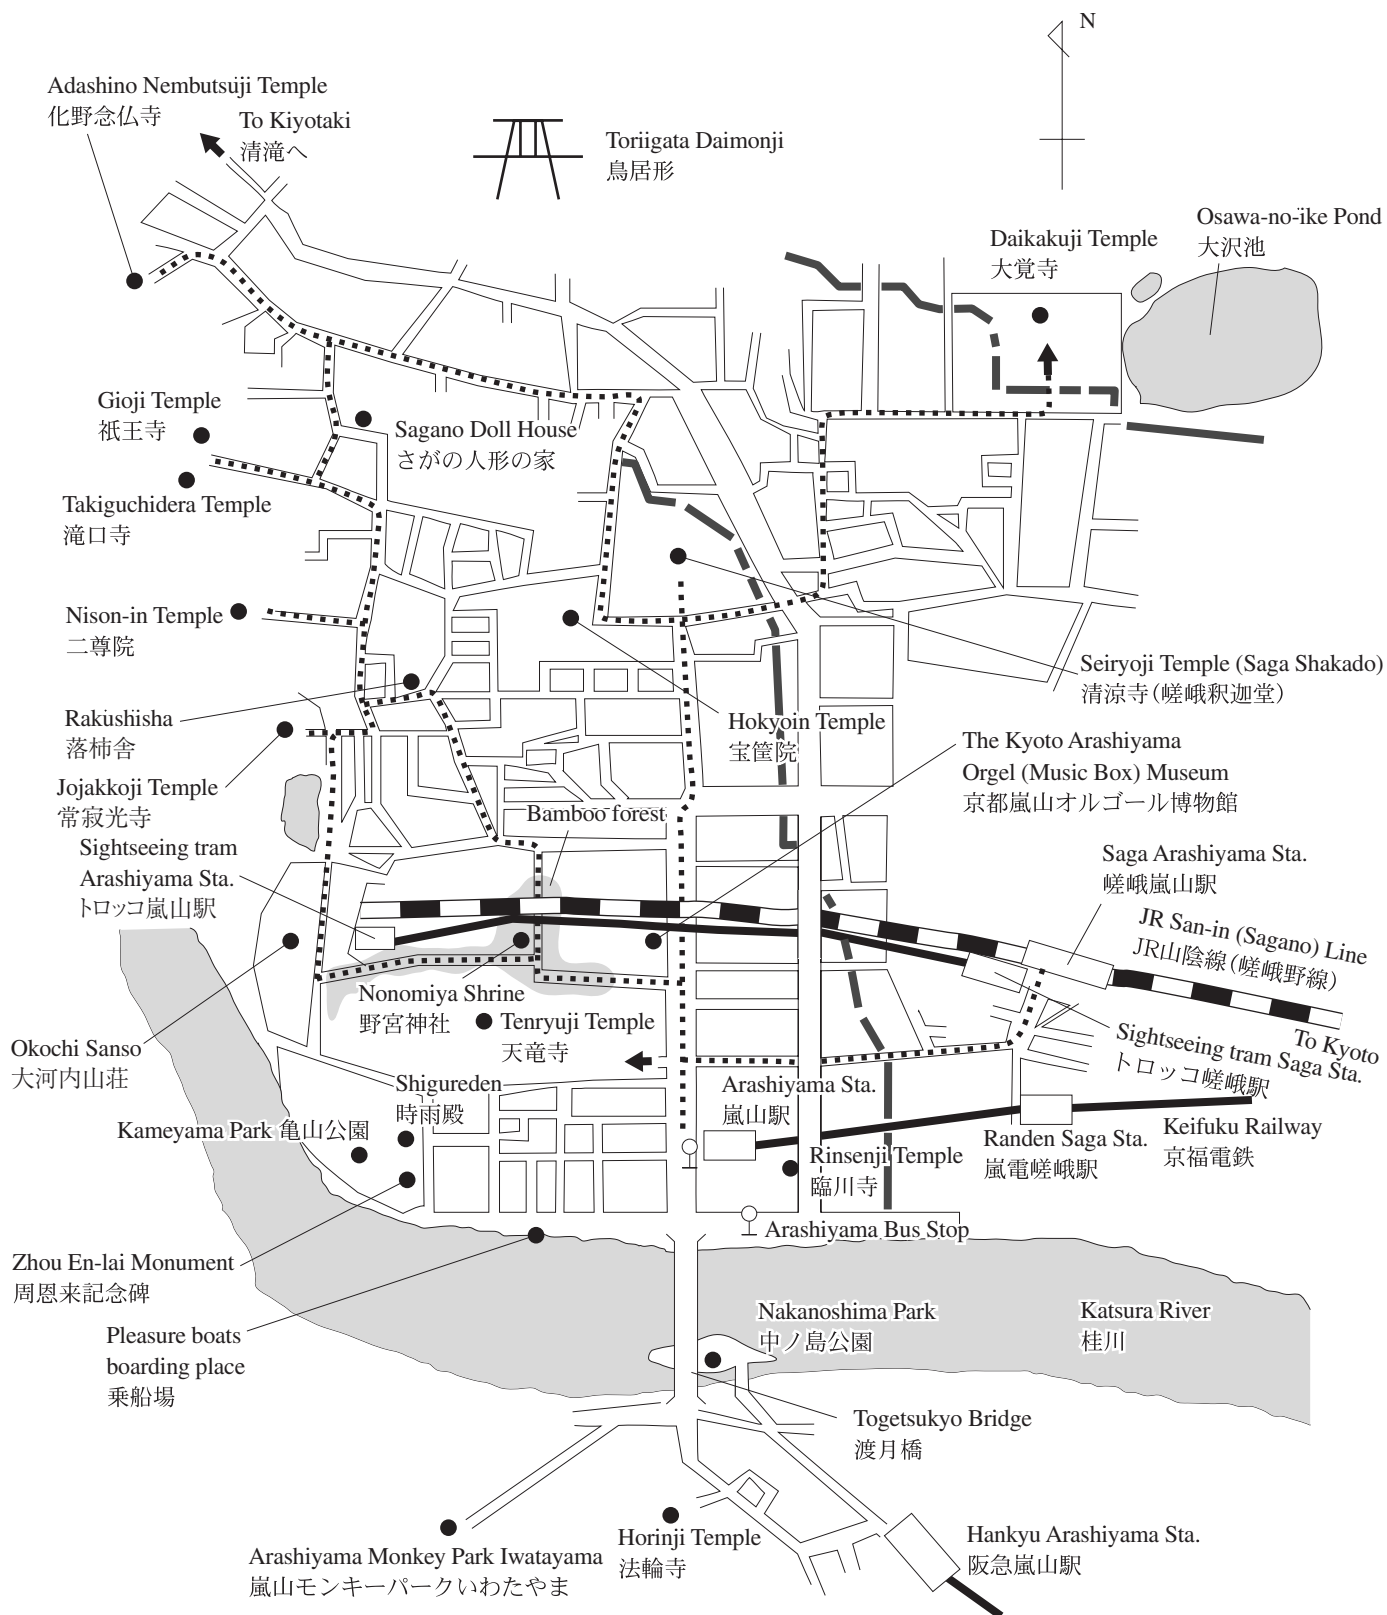 N
Adashino Nembutsuji Temple
化野念仏寺
To Kiyotaki
清滝へ
Toriigata Daimonji
鳥居形
Daikakuji Temple
大覚寺
Osawa-no-ike Pond
大沢池
Gioji Temple
祇王寺
Sagano Doll House
さがの人形の家
Takiguchidera Temple
滝口寺
Nison-in Temple
二尊院
Seiryoji Temple (Saga Shakado)
清涼寺(嵯峨釈迦堂)
Rakushisha
落柿舎
Hokyoin Temple
宝筐院
The Kyoto Arashiyama
Orgel (Music Box) Museum
京都嵐山オルゴール博物館
Jojakkoji Temple
常寂光寺
Bamboo forest
Sightseeing tram
Arashiyama Sta.
トロッコ嵐山駅
Saga Arashiyama Sta.
嵯峨嵐山駅
JR San-in (Sagano) Line
JR山陰線(嵯峨野線)
To Kyoto
Nonomiya Shrine
野宮神社
Tenryuji Temple
天竜寺
Sightseeing tram Saga Sta.
トロッコ嵯峨駅
Okochi Sanso
大河内山荘
Shigureden
時雨殿
Arashiyama Sta.
嵐山駅
Kameyama Park 亀山公園
Rinsenji Temple
臨川寺
Randen Saga Sta.
嵐電嵯峨駅
Keifuku Railway
京福電鉄
Arashiyama Bus Stop
Zhou En-lai Monument
周恩来記念碑
Pleasure boats
boarding place
乗船場
Nakanoshima Park
中ノ島公園
Katsura River
桂川
Togetsukyo Bridge
渡月橋
Arashiyama Monkey Park Iwatayama
嵐山モンキーパークいわたやま
Horinji Temple
法輪寺
Hankyu Arashiyama Sta.
阪急嵐山駅